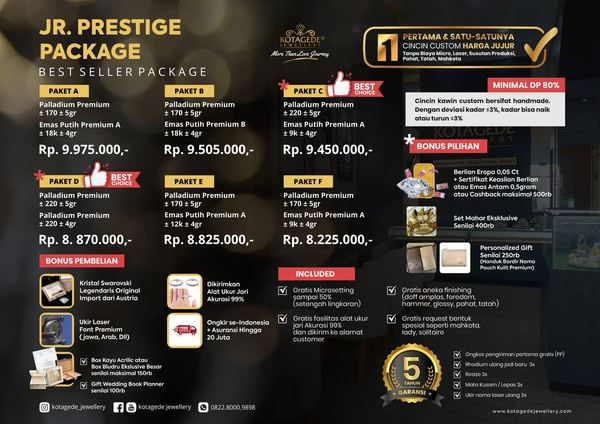 JR. PRESTIGE
PACKAGE
BEST SELLER PACKAGE
KOTAGEDE
JEWELLERY
More Than Love Journey
1
PERTAMA & SATU-SATUNYA
CINCIN CUSTOM HARGA JUJUR
Tanpa Biaya Micro, Laser, Susutan Produksi,
Pahat, Tatah, Mahkota
PAKET A
Palladium Premium
± 170 ± 5gr
Emas Putih Premium A
± 18k ± 4gr
Rp. 9.975.000,-
PAKET B
Palladium Premium
± 170 ± 5gr
Emas Putih Premium B
± 18k ± 4gr
Rp. 9.505.000,-
* PAKET C
BEST
CHOICE
Palladium Premium
± 220 ± 5gr
Emas Putih Premium A
± 9k ± 4gr
Rp. 9.450.000,-
MINIMAL DP 80%
Cincin kawin custom bersifat handmade.
Dengan deviasi kadar ±3%, kadar bisa naik
atau turun ±3%
* PAKET D
BEST
CHOICE
Palladium Premium
± 220 ± 5gr
Palladium Premium
± 220 ± 4gr
Rp. 8. 870.000,-
PAKET E
Palladium Premium
± 170 ± 5gr
Emas Putih Premium A
± 12k ± 4gr
Rp. 8.825.000,-
PAKET F
Palladium Premium
± 170 ± 5gr
Emas Putih Premium A
± 9k ± 4gr
Rp. 8.225.000,-
* BONUS PILIHAN
Berlian Eropa 0,05 Ct
+ Sertifikat Keaslian Berlian
atau Emas Antam 0,5gram
atau Cashback maksimal 500rb
Set Mahar Eksklusive
Senilai 400rb
Personalized Gift
Senilai 250rb
(Handuk Bordir Nama
Pouch Kulit Premium)
BONUS PEMBELIAN
Kristal Swarovski
Legendaris Original
Import dari Austria
Dikirimkan
Alat Ukur Jari
Akurasi 99%
Ukir Laser
Font Premium
( jawa, Arab, Dll)
FREE
Ongkir se-Indonesia
+ Asuransi Hingga
20 Juta
Box Kayu Acrilic atau
Box Bludru Ekslusive Besar
senilai maksimal 150rb
Gift Wedding Book Planner
senilai 100rb
INCLUDED
Gratis Microsetting
sampai 50%
(setengah lingkaran)
Gratis aneka finishing
(doff amplas, foredom,
hammer, glossy, pahat, tatah)
Gratis fasilitas alat ukur
jari Akurasi 99%
dan dikirim ke alamat
customer
Gratis request bentuk
spesial seperti mahkota,
lady, solitaire
5
TAHUN
GARANSI
Ongkos pengiriman pertama gratis (PP)
Rhodium ulang jadi baru 3x
Resize 3x
Mata Kusam / Lepas 3x
Ukir nama laser ulang 3x
kotagede_jewellery
kotagede jewellery
0822.8000.9898
www.kotagedejewellery.com